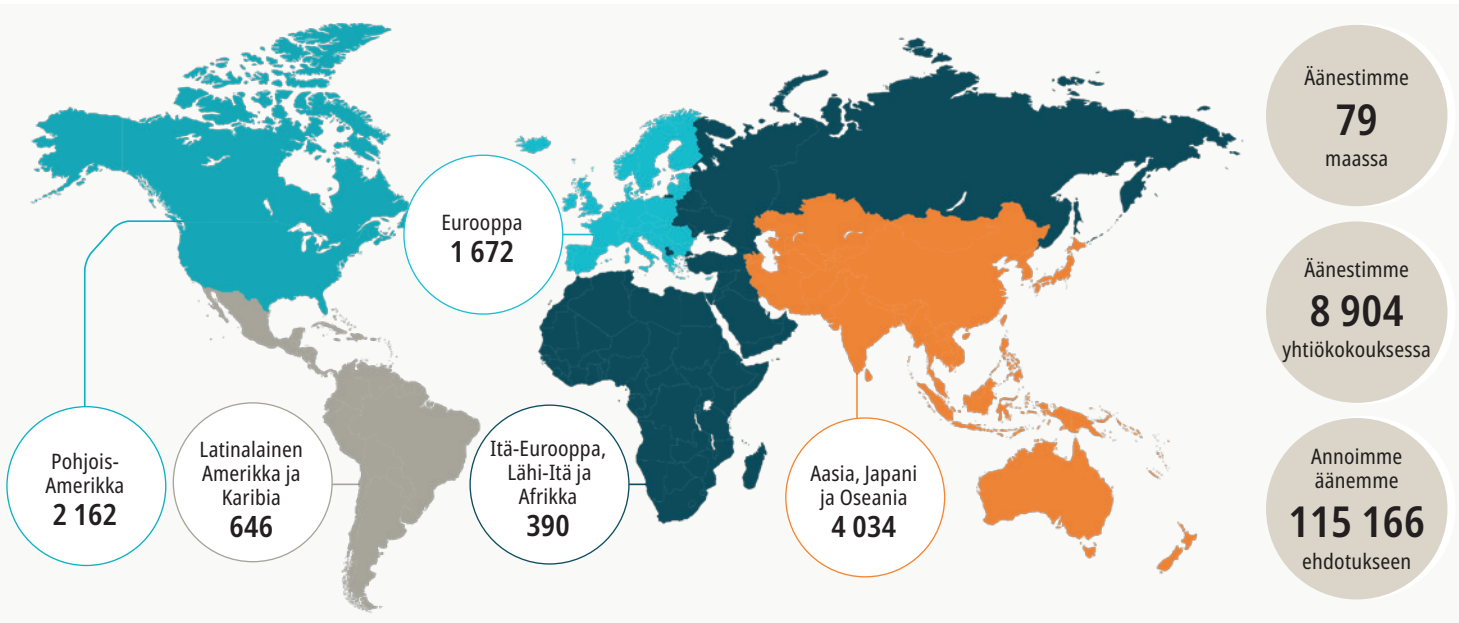 Eurooppa
1 672
Pohjois-
Amerikka
2 162
Latinalainen
Amerikka ja
Karibia
646
Itä-Eurooppa,
Lähi-Itä ja
Afrikka
390
Aasia, Japani
ja Oseania
4 034
Äänestimme
79
maassa
Äänestimme
8 904
yhtiökokouksessa
Annoimme
äänemme
115 166
ehdotukseen